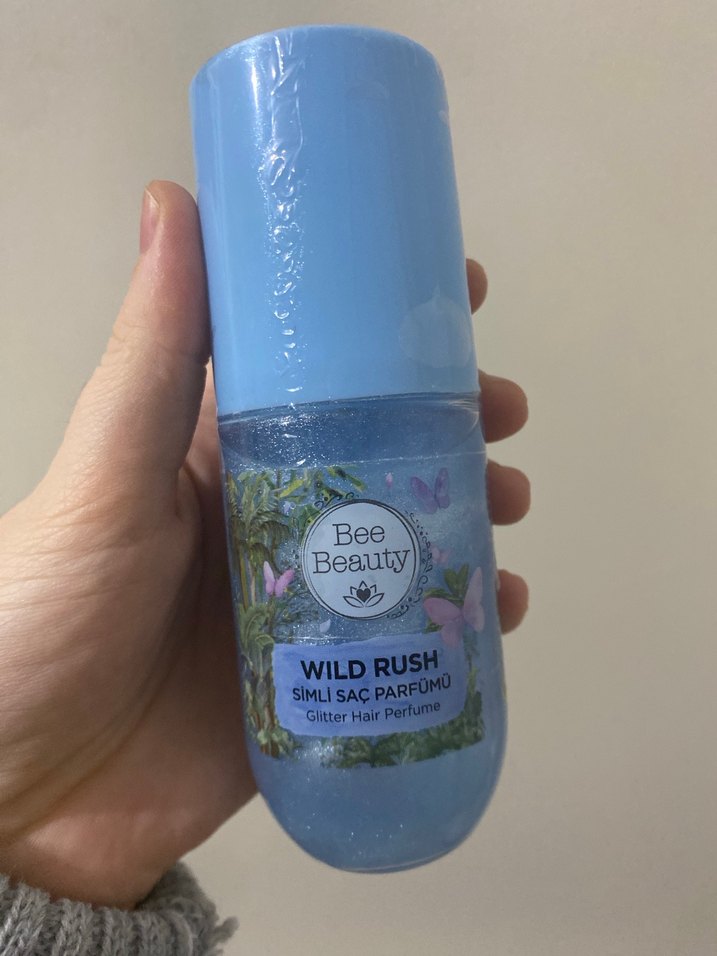 Bee
Beauty
WILD RUSH
SİMLİ SAÇ PARFÜMÜ
Glitter Hair Perfume